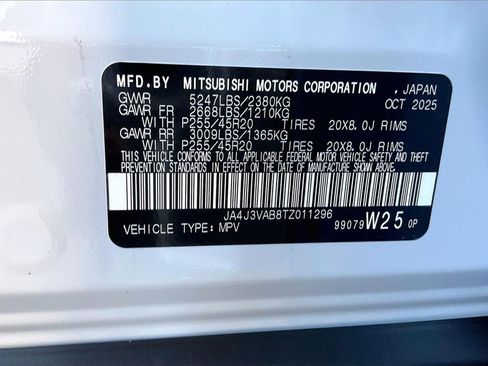 MFD.BY MITSUBISHI MOTORS CORPORATION , JAPAN
GVWR 5247LBS/2380KG OCT 2025
GAWR FR 2668LBS/1210KG
WITH P255/45R20 TIRES 20X8.0J RIMS
GAWR RR 3009LBS/1365KG
WITH P255/45R20 TIRES 20X8.0J RIMS
THIS VEHICLE CONFORMS TO ALL APPLICABLE FEDERAL MOTOR VEHICLE SAFETY AND THEFT
PREVENTION STANDARDS IN EFFECT ON THE DATE OF MANUFACTURE SHOWN ABOVE.
JA4J3VAB8TZ011296
VEHICLE TYPE: MPV 99079 W25 0P